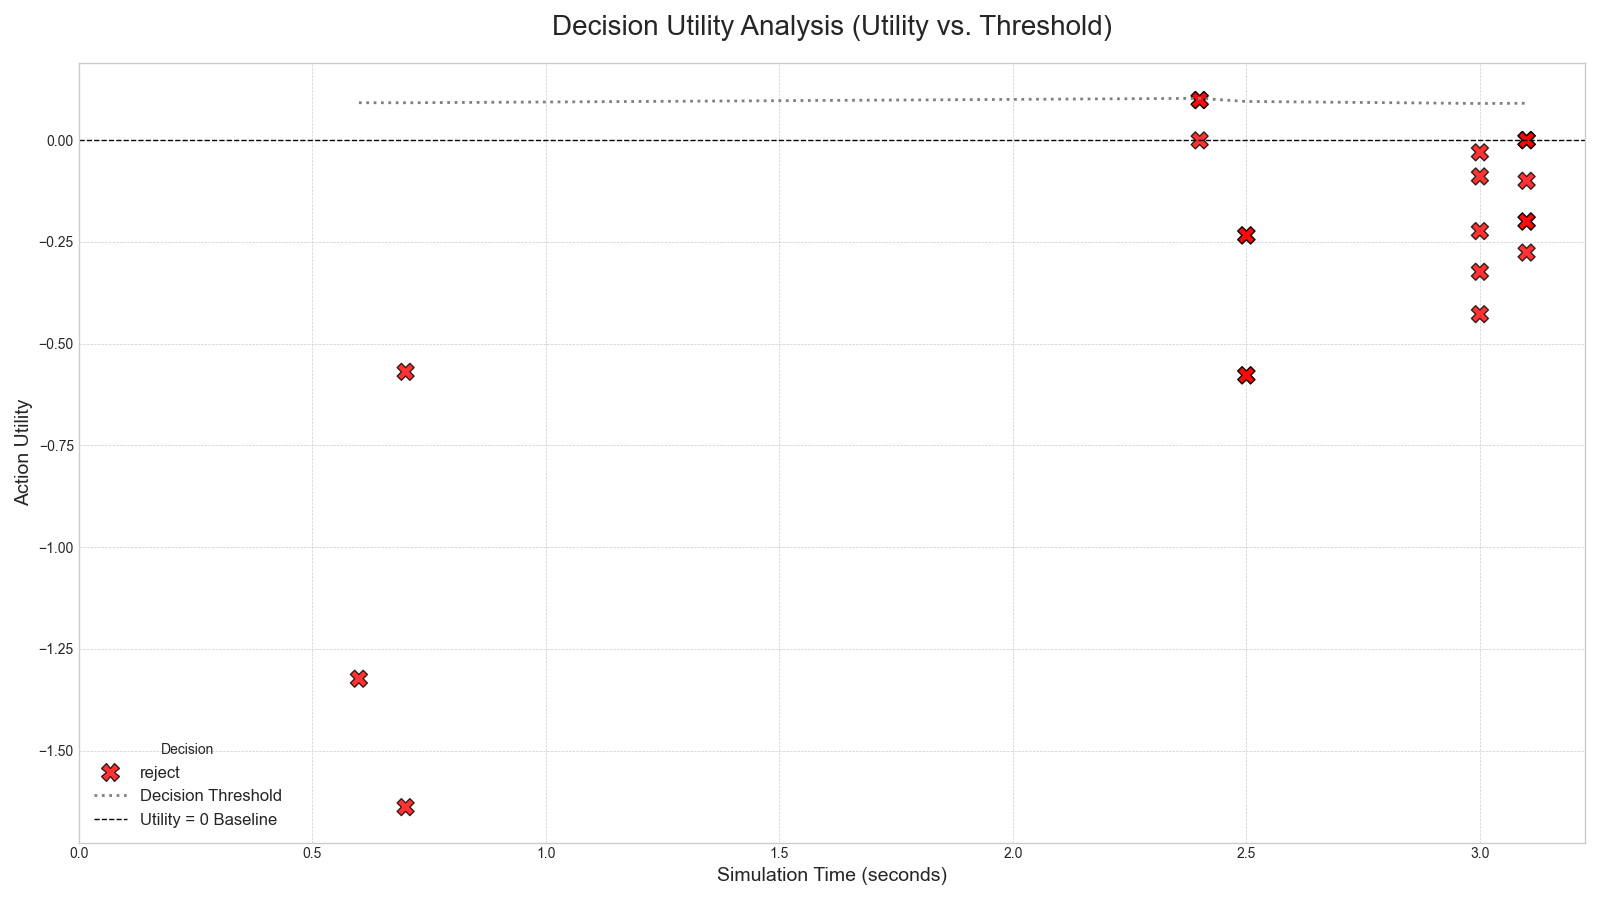 Decision Utility Analysis (Utility vs. Threshold)
0.00
−0.25
−0.50
−0.75
−1.00
−1.25
−1.50
Action Utility
Decision
reject
Decision Threshold
Utility = 0 Baseline
0.0 0.5 1.0 1.5 2.0 2.5 3.0
Simulation Time (seconds)